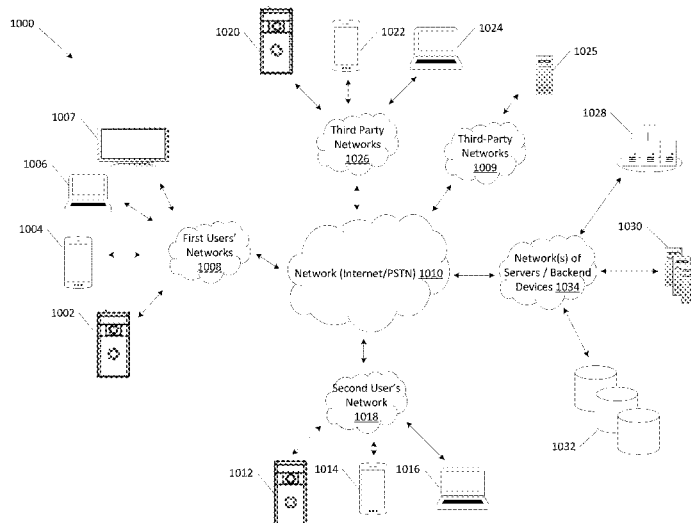 1000
1020
1022
1024
1025
1007
1028
Third Party
Networks
1026
Third-Party
Networks
1009
1006
1004
First Users'
Networks
1008
1030
Network (Internet/PSTN) 1010
Network(s) of
Servers / Backend
Devices 1034
1002
Second User's
Network
1018
1032
1012
1014
1016